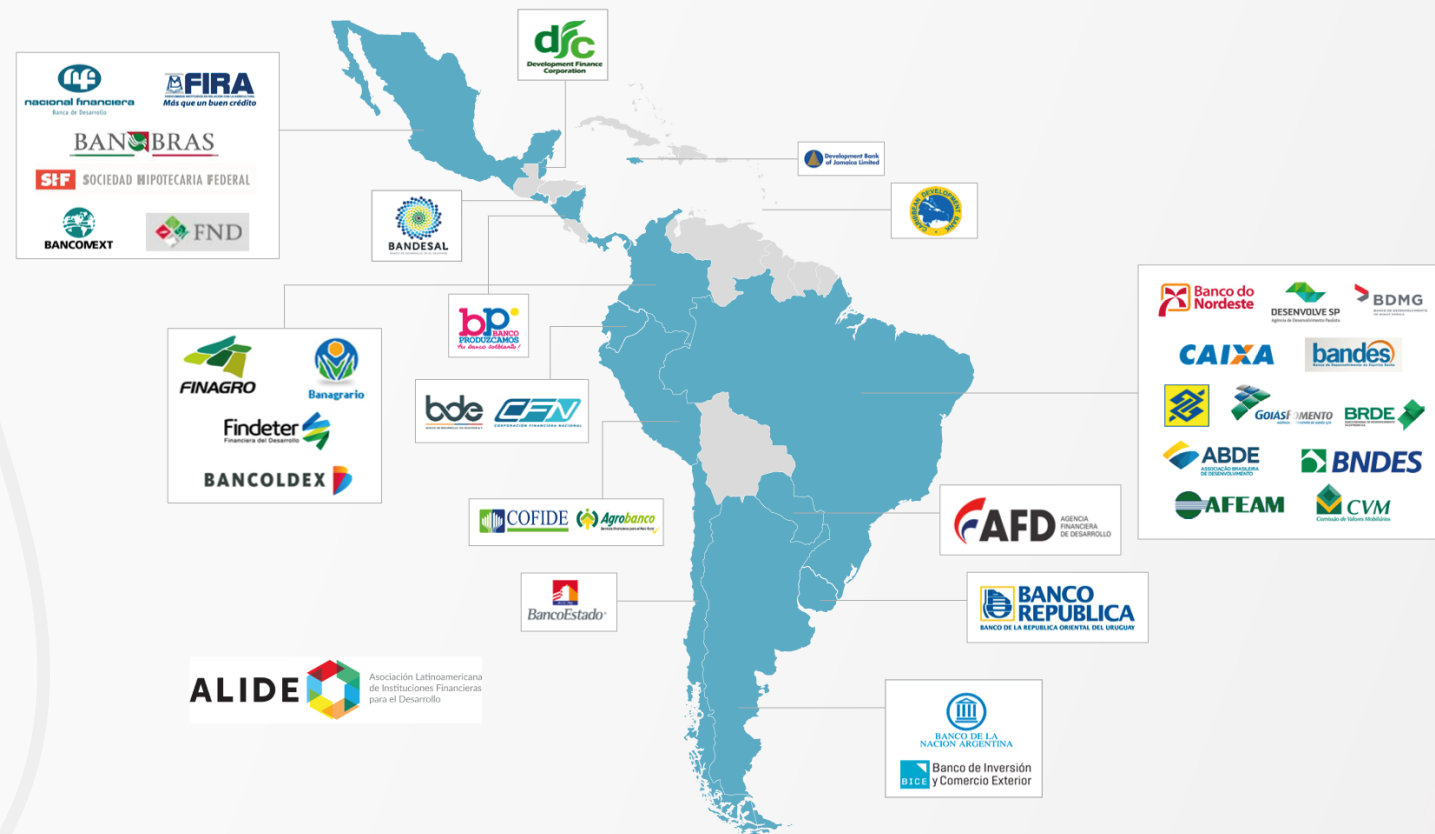 dfc
Development Finance
Corporation
nf
nacional financiera
Banca de Desarrollo
FIRA
Más que un buen crédito
BANOBRAS
SHF SOCIEDAD HIPOTECARIA FEDERAL
BANCOMEXT
FND
Development Bank
of Jamaica Limited
CARIBBEAN DEVELOPMENT BANK
BANDESAL
bp
BANCO
PRODUZCAMOS
Tu banco solidario!
FINAGRO
Banagrario
Findeter
Financiera del Desarrollo
BANCOLDEX
bde
CFN
CORPORACIÓN FINANCIERA NACIONAL
COFIDE
Agrobanco
BancoEstado
Banco do
Nordeste
DESENVOLVE SP
Agência de Desenvolvimento Paulista
BDMG
CAIXA
bandes
GOIASFOMENTO
BRDE
ABDE
ASSOCIAÇÃO BRASILEIRA
DE DESENVOLVIMENTO
BNDES
AFEAM
CVM
Comissão de Valores Mobiliários
AFD
AGENCIA
FINANCIERA
DE DESARROLLO
BANCO
REPUBLICA
BANCO DE LA REPUBLICA ORIENTAL DEL URUGUAY
ALIDE
Asociación Latinoamericana
de Instituciones Financieras
para el Desarrollo
BANCO DE LA
NACION ARGENTINA
BICE
Banco de Inversión
y Comercio Exterior